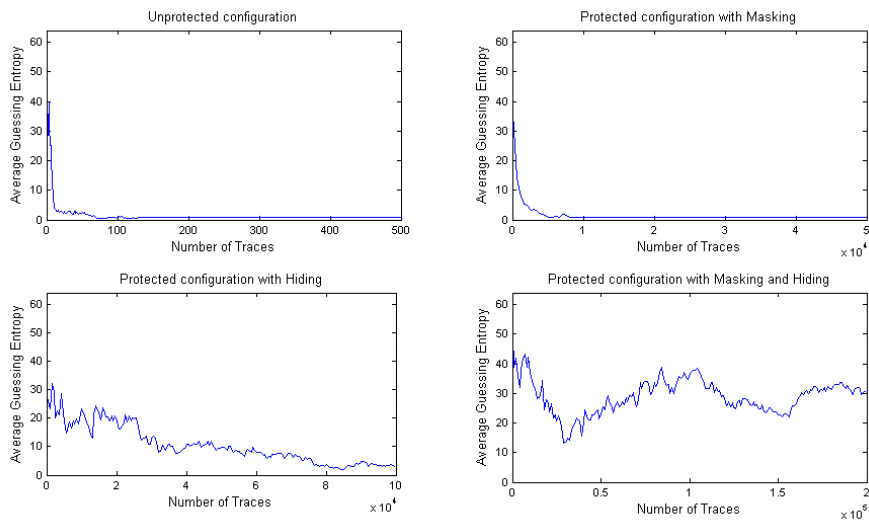 Unprotected configuration
60
50
40
30
20
10
0
Average Guessing Entropy
0 100 200 300 400 500
Number of Traces
Protected configuration with Masking
60
50
40
30
20
10
0
Average Guessing Entropy
0 1 2 3 4 5
Number of Traces
x 10^4
Protected configuration with Hiding
60
50
40
30
20
10
0
Average Guessing Entropy
0 2 4 6 8 10
Number of Traces
x 10^4
Protected configuration with Masking and Hiding
60
50
40
30
20
10
0
Average Guessing Entropy
0 0.5 1 1.5 2
Number of Traces